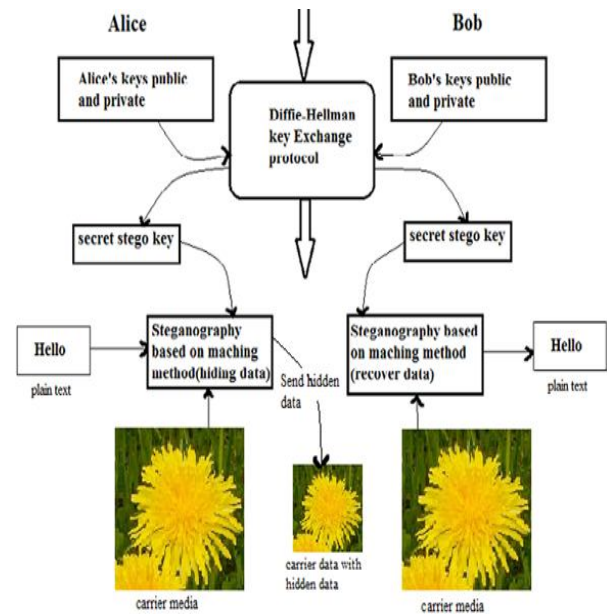 Alice
Bob
Alice's keys public
and private
Diffie-Hellman
key Exchange
protocol
Bob's keys public
and private
secret stego key
secret stego key
Hello
plain text
Steganography
based on maching
method(hiding data)
Send hidden
data
Steganography based
on maching method
(recover data)
Hello
plain text
carrier media
carrier data with
hidden data
carrier media